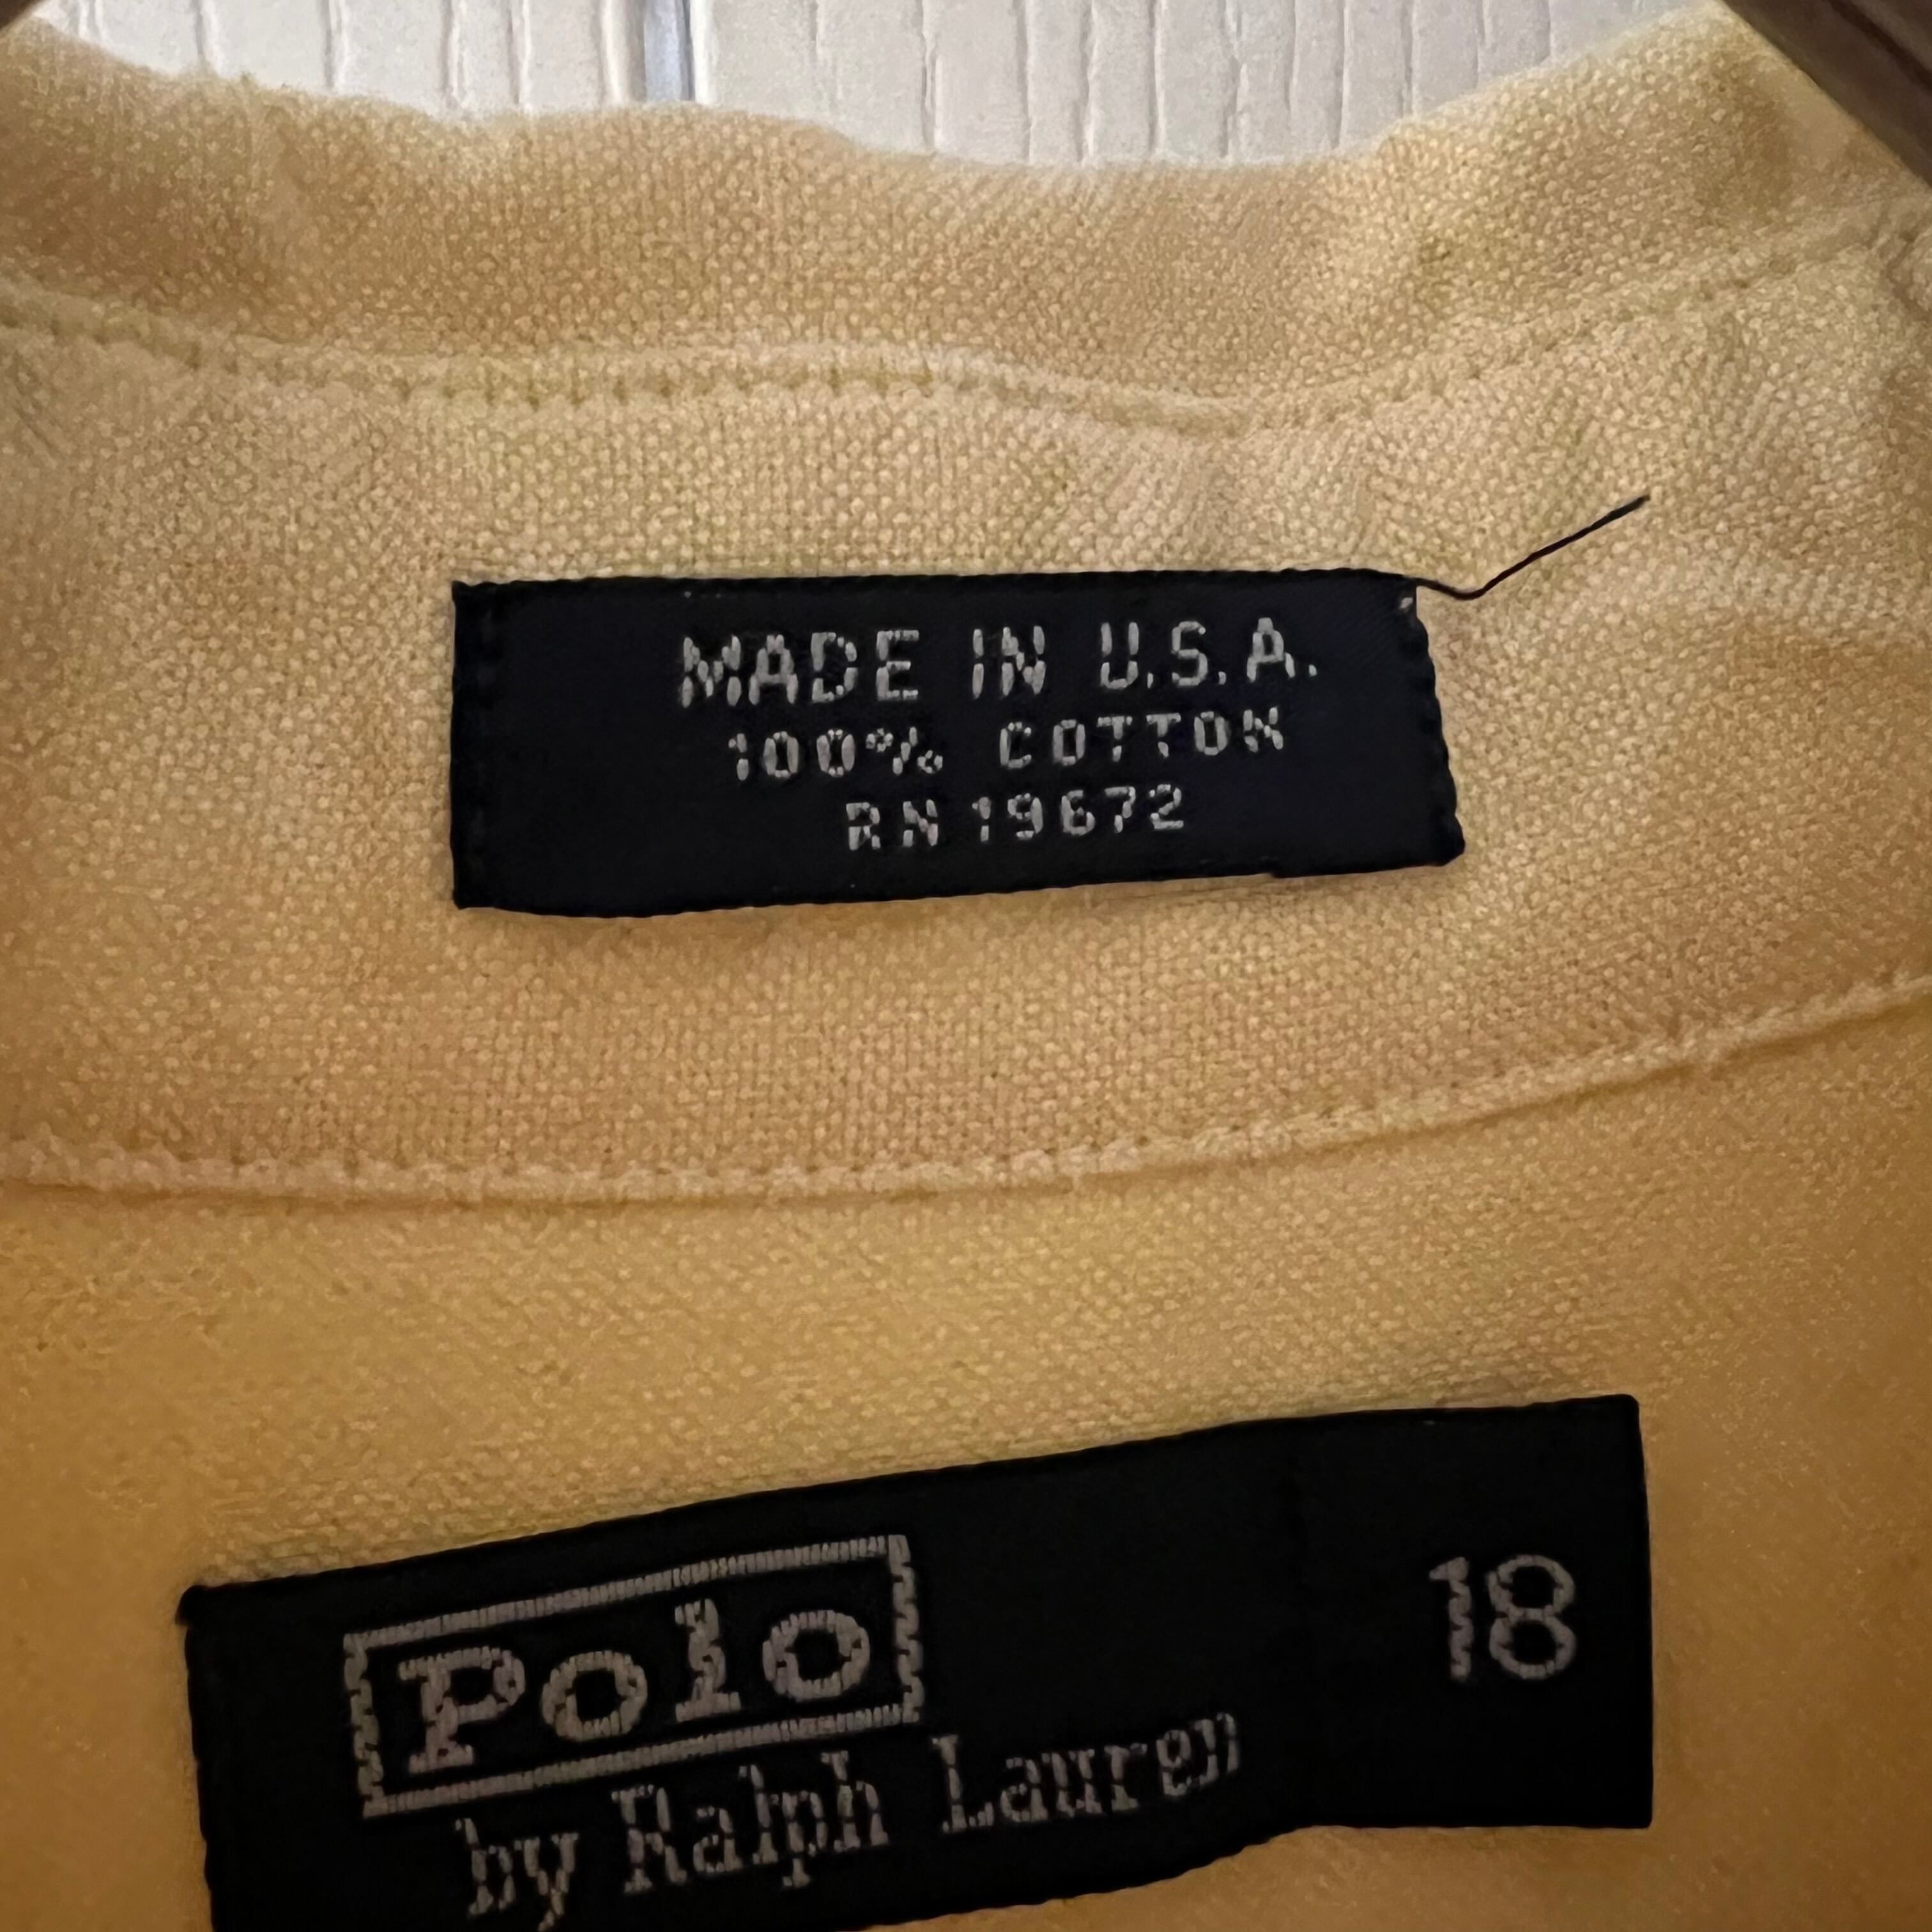 MADE IN U.S.A.
100% COTTON
RN 19672
Polo 18
by Ralph Lauren